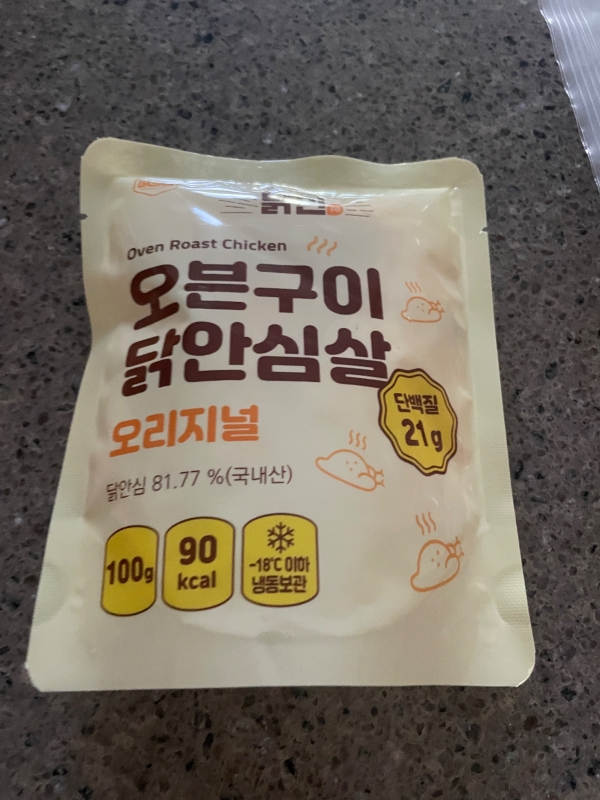 Oven Roast Chicken
오븐구이
닭안심살
오리지널
단백질
21g
닭안심 81.77 %(국내산)
100g
90
kcal
-18℃ 이하
냉동보관